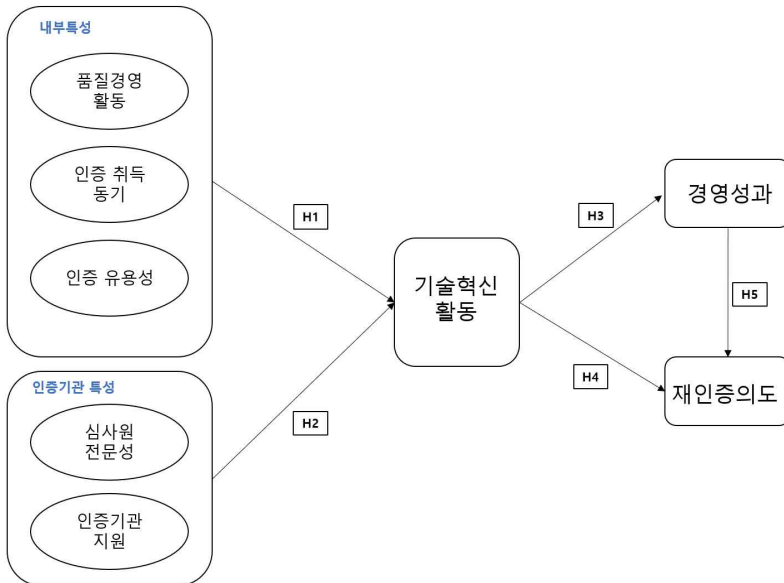 내부특성
품질경영
활동
인증 취득
동기
인증 유용성
인증기관 특성
심사원
전문성
인증기관
지원
H1
H2
기술혁신
활동
H3
H4
경영성과
H5
재인증의도